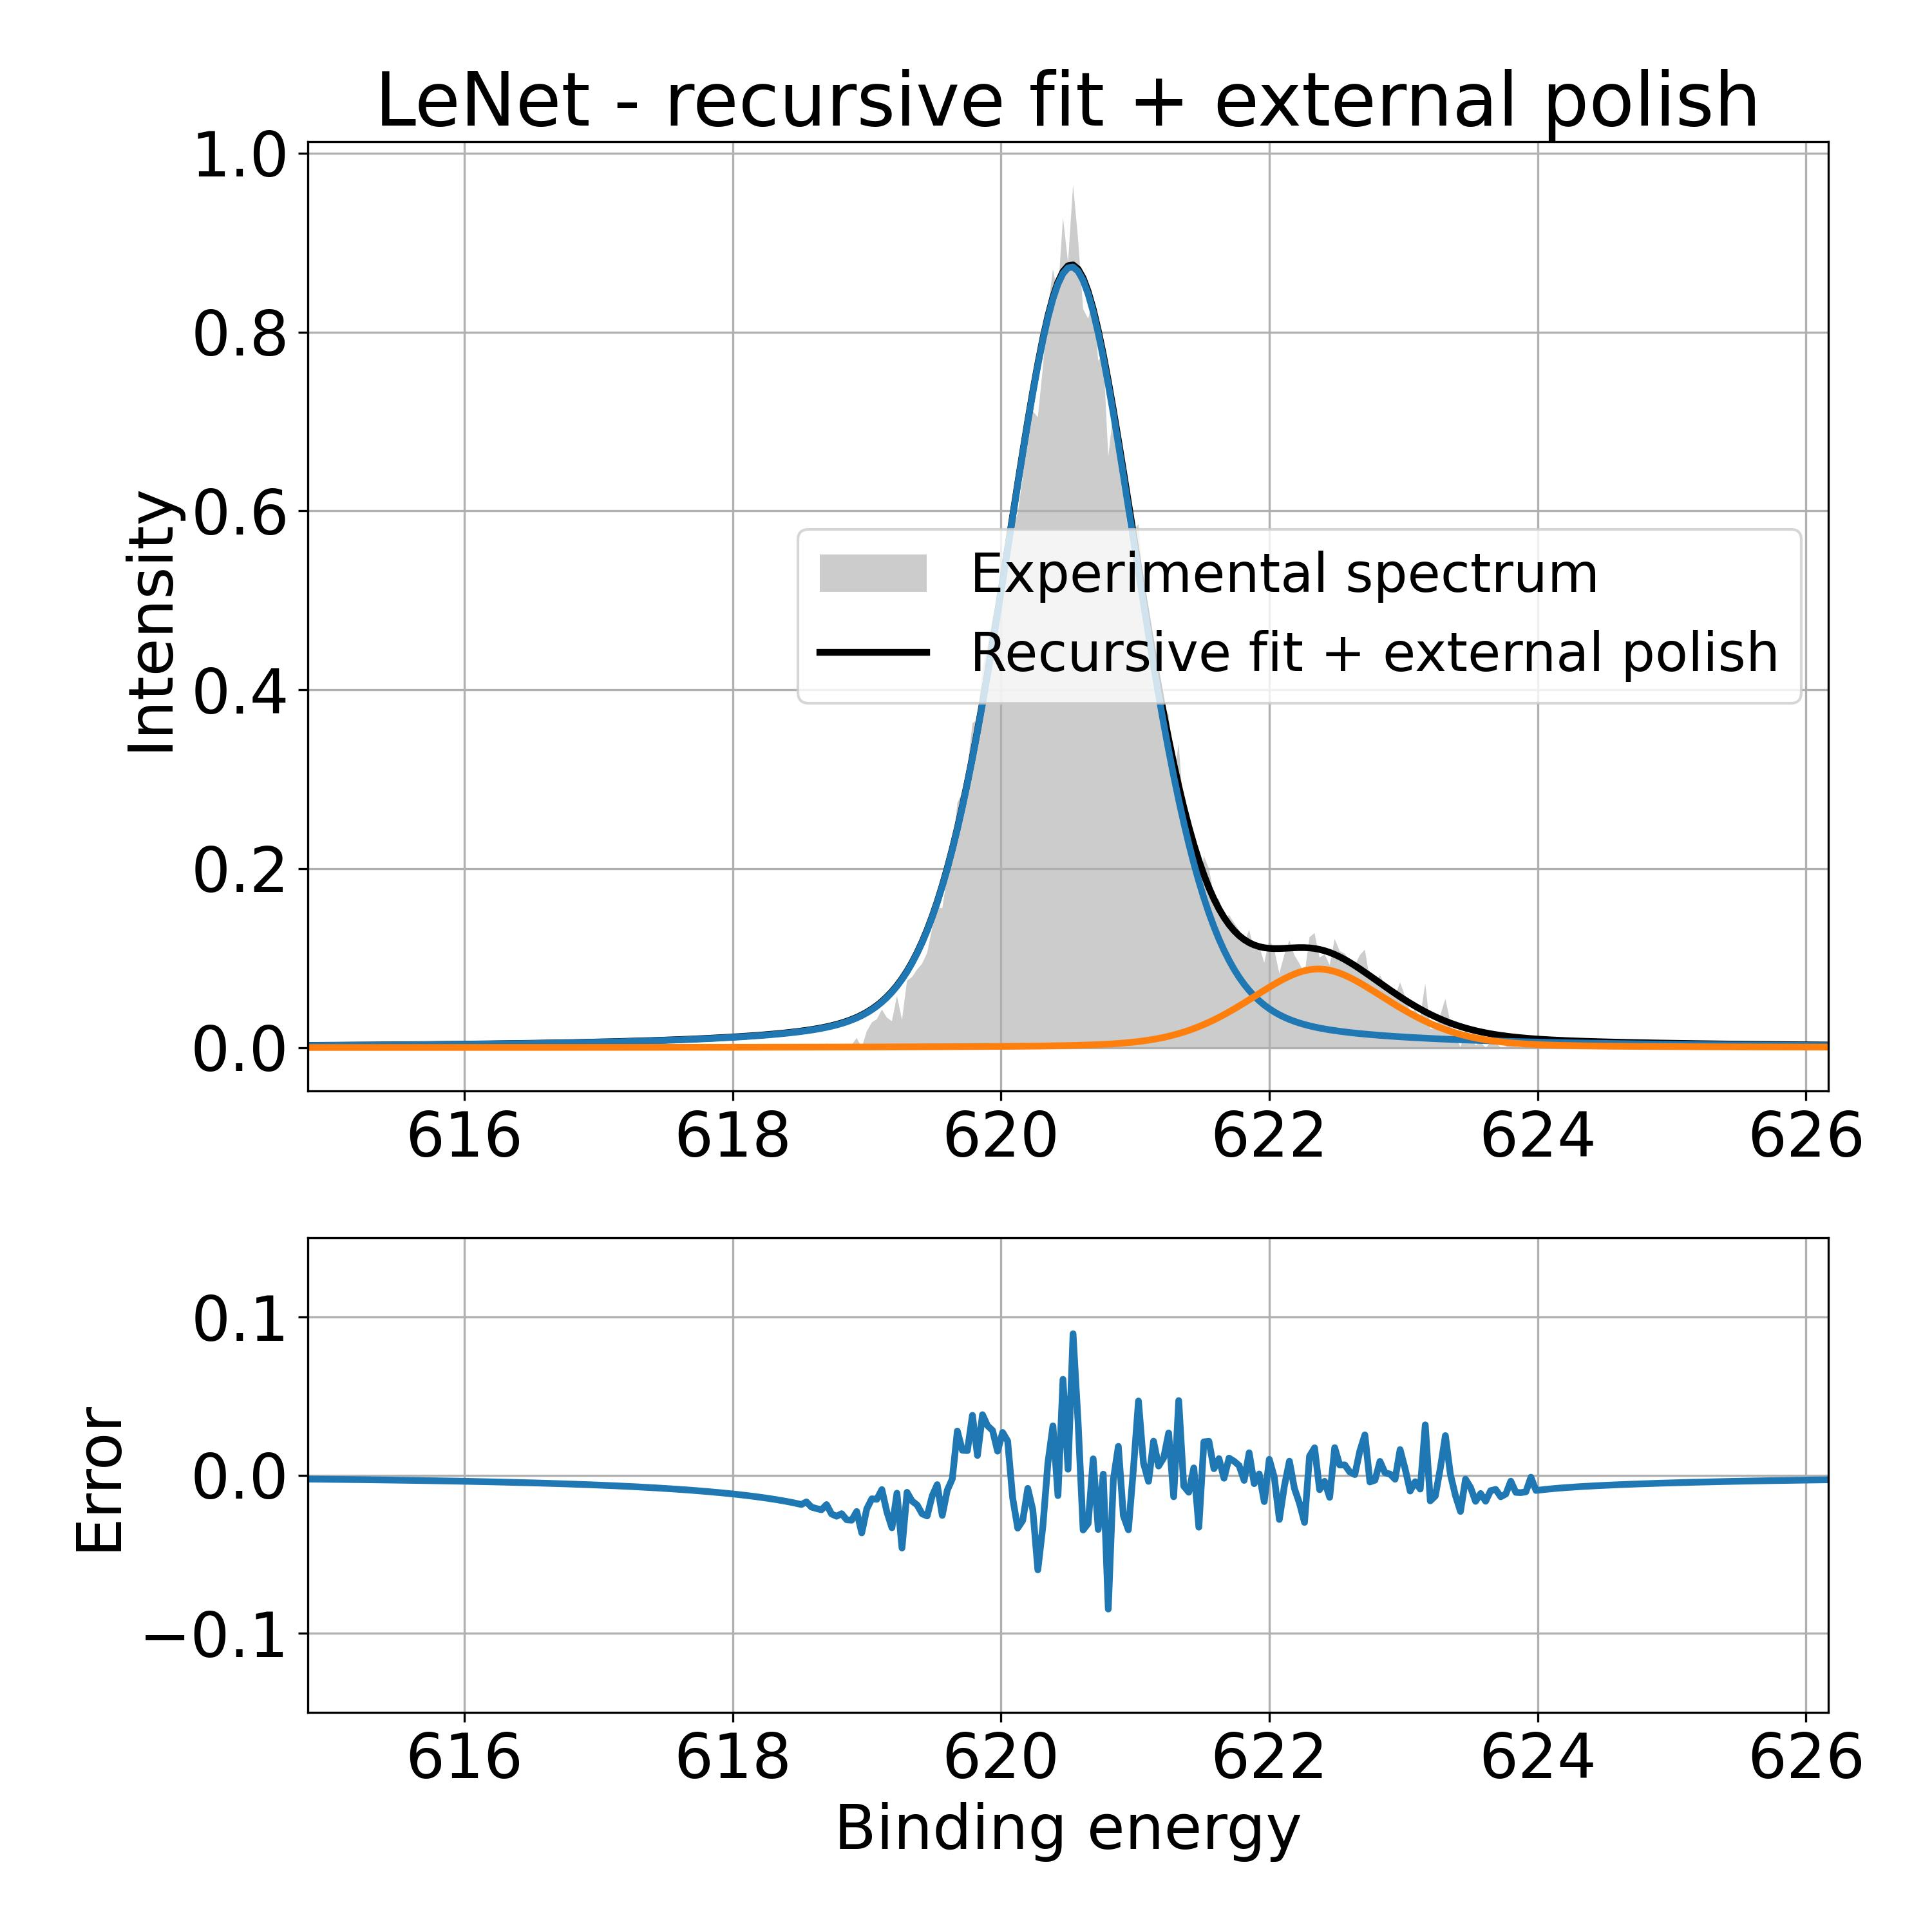 LeNet - recursive fit + external polish
1.0
0.8
0.6
0.4
0.2
0.0
Intensity
Experimental spectrum
Recursive fit + external polish
616 618 620 622 624 626
0.1
0.0
−0.1
Error
616 618 620 622 624 626
Binding energy